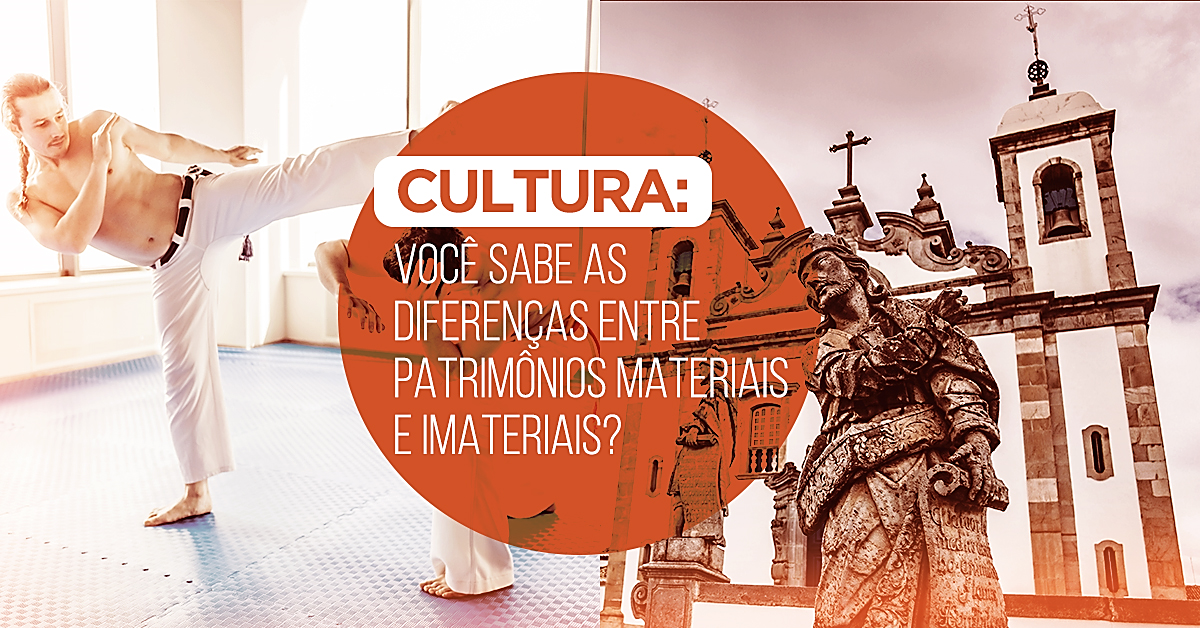 CULTURA:
VOCÊ SABE AS
DIFERENÇAS ENTRE
PATRIMÔNIOS MATERIAIS
E IMATERIAIS?